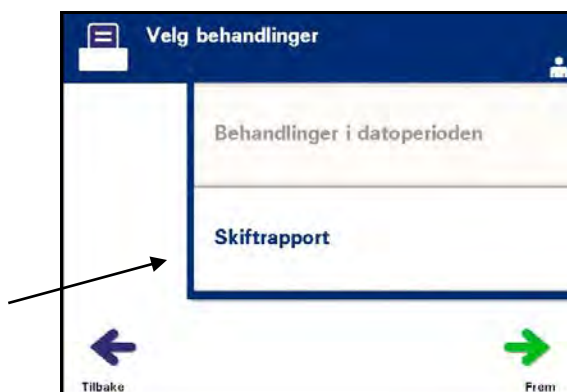 Velg behandlinger
Behandlinger i datoperioden
Skiftrapport
Tilbake
Frem